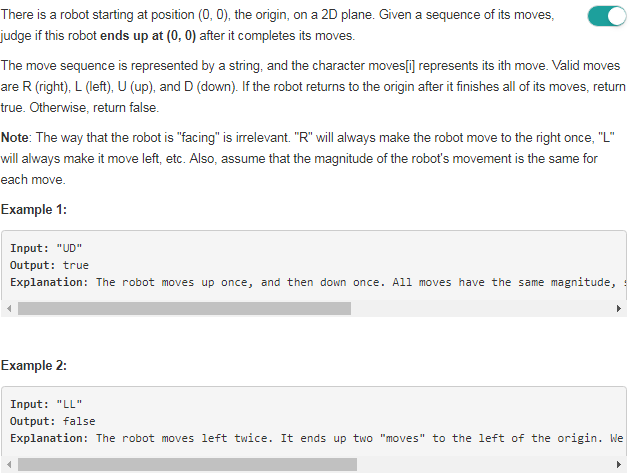 There is a robot starting at position (0, 0), the origin, on a 2D plane. Given a sequence of its moves,
judge if this robot ends up at (0, 0) after it completes its moves.
The move sequence is represented by a string, and the character moves[i] represents its ith move. Valid moves
are R (right), L (left), U (up), and D (down). If the robot returns to the origin after it finishes all of its moves, return
true. Otherwise, return false.
Note: The way that the robot is "facing" is irrelevant. "R" will always make the robot move to the right once, "L"
will always make it move left, etc. Also, assume that the magnitude of the robot's movement is the same for
each move.
Example 1:
Input: "UD"
Output: true
Explanation: The robot moves up once, and then down once. All moves have the same magnitude,
Example 2:
Input: "LL"
Output: false
Explanation: The robot moves left twice. It ends up two "moves" to the left of the origin. We